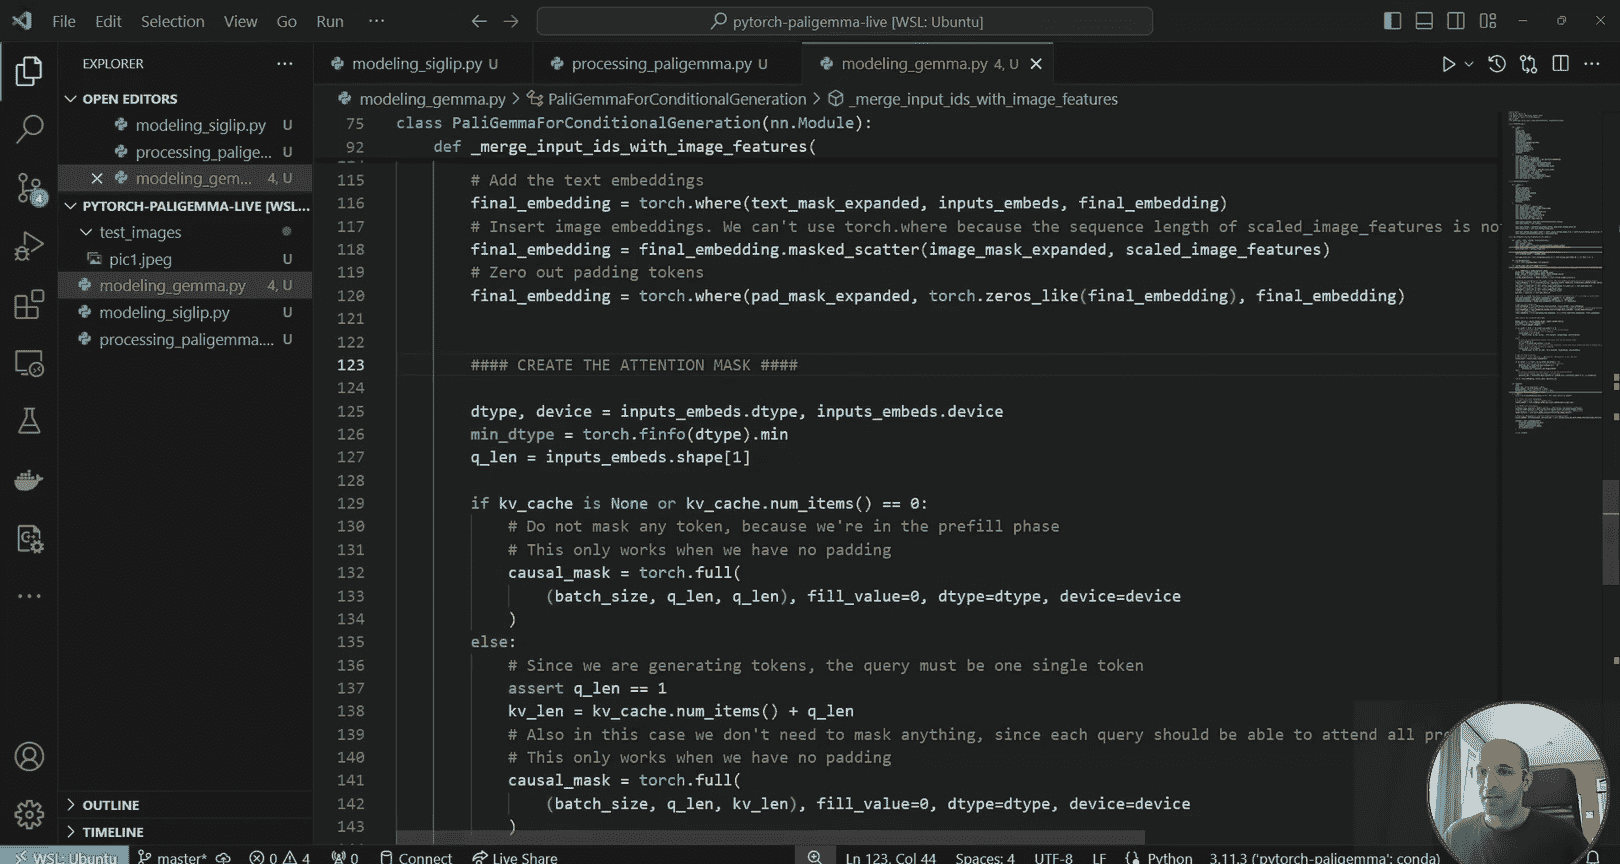 File Edit Selection View Go Run ··· pytorch-paligemma-live [WSL: Ubuntu]
EXPLORER ···
OPEN EDITORS
modeling_siglip.py U
processing_palige... U
modeling_gem... 4, U
PYTORCH-PALIGEMMA-LIVE [WSL...
test_images
pic1.jpeg U
modeling_gemma.py 4, U
modeling_siglip.py U
processing_paligemma.... U
OUTLINE
TIMELINE
modeling_siglip.py U processing_paligemma.py U modeling_gemma.py 4, U
modeling_gemma.py > PaliGemmaForConditionalGeneration > _merge_input_ids_with_image_features
75 class PaliGemmaForConditionalGeneration(nn.Module):
92 def _merge_input_ids_with_image_features(
115 # Add the text embeddings
116 final_embedding = torch.where(text_mask_expanded, inputs_embeds, final_embedding)
117 # Insert image embeddings. We can't use torch.where because the sequence length of scaled_image_features is no
118 final_embedding = final_embedding.masked_scatter(image_mask_expanded, scaled_image_features)
119 # Zero out padding tokens
120 final_embedding = torch.where(pad_mask_expanded, torch.zeros_like(final_embedding), final_embedding)
121
122
123 #### CREATE THE ATTENTION MASK ####
124
125 dtype, device = inputs_embeds.dtype, inputs_embeds.device
126 min_dtype = torch.finfo(dtype).min
127 q_len = inputs_embeds.shape[1]
128
129 if kv_cache is None or kv_cache.num_items() == 0:
130 # Do not mask any token, because we're in the prefill phase
131 # This only works when we have no padding
132 causal_mask = torch.full(
133 (batch_size, q_len, q_len), fill_value=0, dtype=dtype, device=device
134 )
135 else:
136 # Since we are generating tokens, the query must be one single token
137 assert q_len == 1
138 kv_len = kv_cache.num_items() + q_len
139 # Also in this case we don't need to mask anything, since each query should be able to attend all pr
140 # This only works when we have no padding
141 causal_mask = torch.full(
142 (batch_size, q_len, kv_len), fill_value=0, dtype=dtype, device=device
143 )
WSL: Ubuntu master* 0 4 0 Connect Live Share Ln 123, Col 44 Spaces: 4 UTF-8 LF Python 3.11.3 ('pytorch-paligemma': conda)